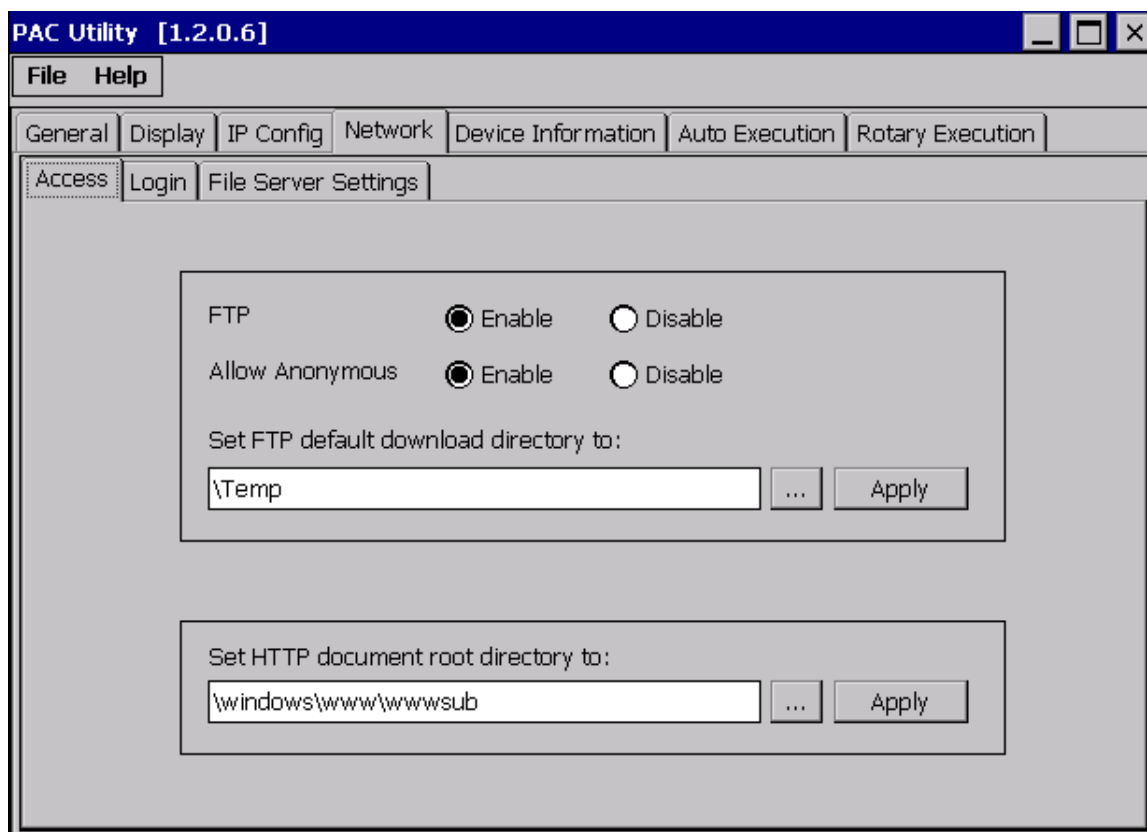 PAC Utility [1.2.0.6]
File Help
General Display IP Config Network Device Information Auto Execution Rotary Execution
Access Login File Server Settings
FTP Enable Disable
Allow Anonymous Enable Disable
Set FTP default download directory to:
\Temp ... Apply
Set HTTP document root directory to:
\windows\www\wwwsub ... Apply